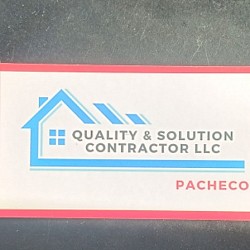 QUALITY & SOLUTION
CONTRACTOR LLC
PACHECO